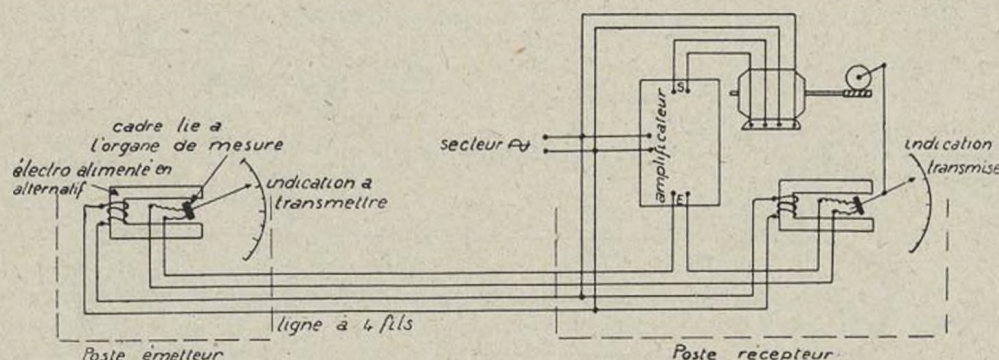 cadre lié a
l'organe de mesure
électro alimenté en
alternatif
indication a
transmettre
ligne à 4 fils
Poste émetteur
secteur
amplificateur
S
E
indication
transmise
Poste récepteur